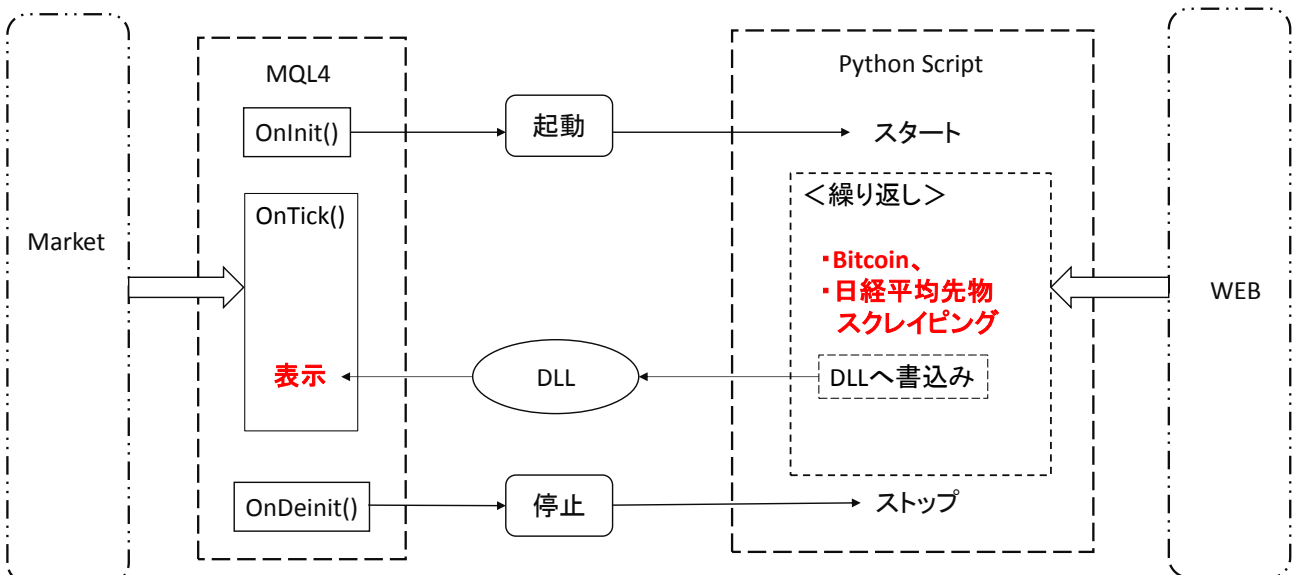 Market
MQL4
OnInit()
起動
Python Script
スタート
OnTick()
表示
DLL
<繰り返し>
・Bitcoin、
・日経平均先物
スクレイピング
DLLへ書込み
WEB
OnDeinit()
停止
ストップ